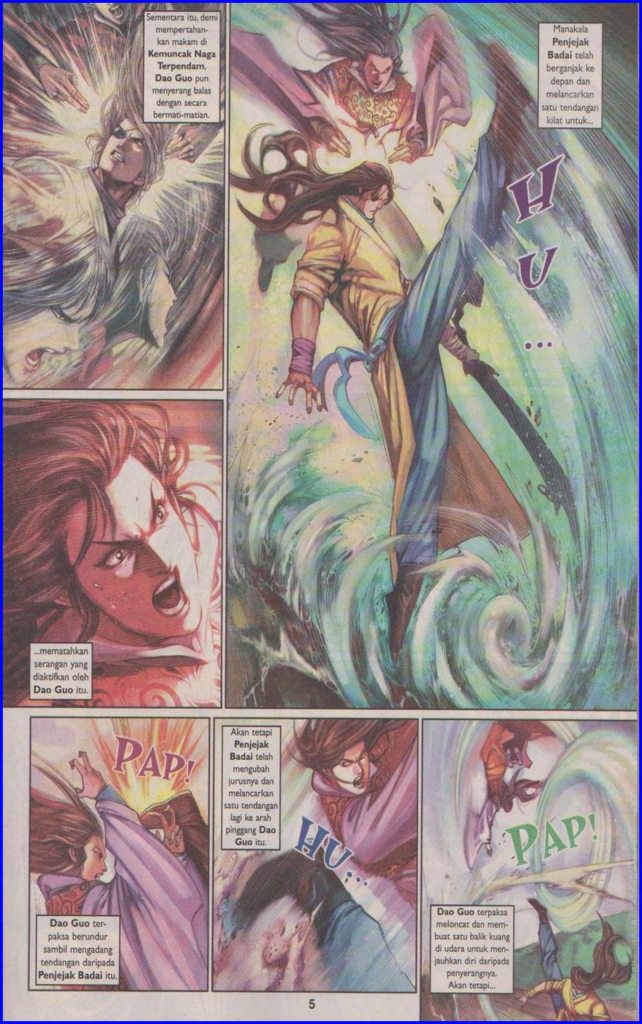 Sementara itu, demi
mempertahan-
kan makam di
Kemuncak Naga
Terpendam,
Dao Guo pun
menyerang balas
dengan secara
bermati-matian.
Manakala
Penjejak
Badai telah
berganjak ke
depan dan
melancarkan
satu tendangan
kilat untuk...
HU...
...mematahkan
serangan yang
diaktifkan oleh
Dao Guo itu.
PAP!
Dao Guo ter-
paksa berundur
sambil mengadang
tendangan daripada
Penjejak Badai itu.
Akan tetapi
Penjejak
Badai telah
mengubah
jurusnya dan
melancarkan
satu tendangan
lagi ke arah
pinggang Dao
Guo itu.
HU...
PAP!
Dao Guo terpaksa
meloncat dan mem-
buat satu balik kuang
di udara untuk men-
jauhkan diri daripada
penyerangnya.
Akan tetapi...
5